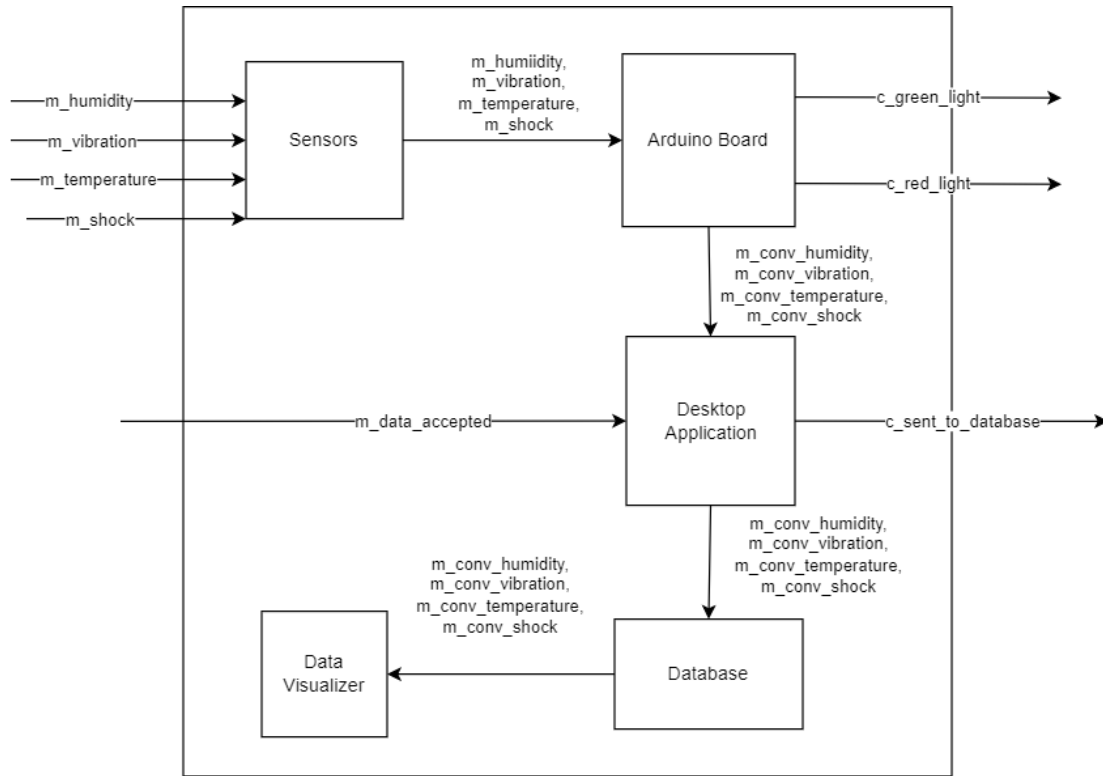 m_humidity
m_vibration
m_temperature
m_shock
Sensors
m_humiidity,
m_vibration,
m_temperature,
m_shock
Arduino Board
c_green_light
c_red_light
m_conv_humidity,
m_conv_vibration,
m_conv_temperature,
m_conv_shock
m_data_accepted
Desktop
Application
c_sent_to_database
m_conv_humidity,
m_conv_vibration,
m_conv_temperature,
m_conv_shock
Database
m_conv_humidity,
m_conv_vibration,
m_conv_temperature,
m_conv_shock
Data
Visualizer